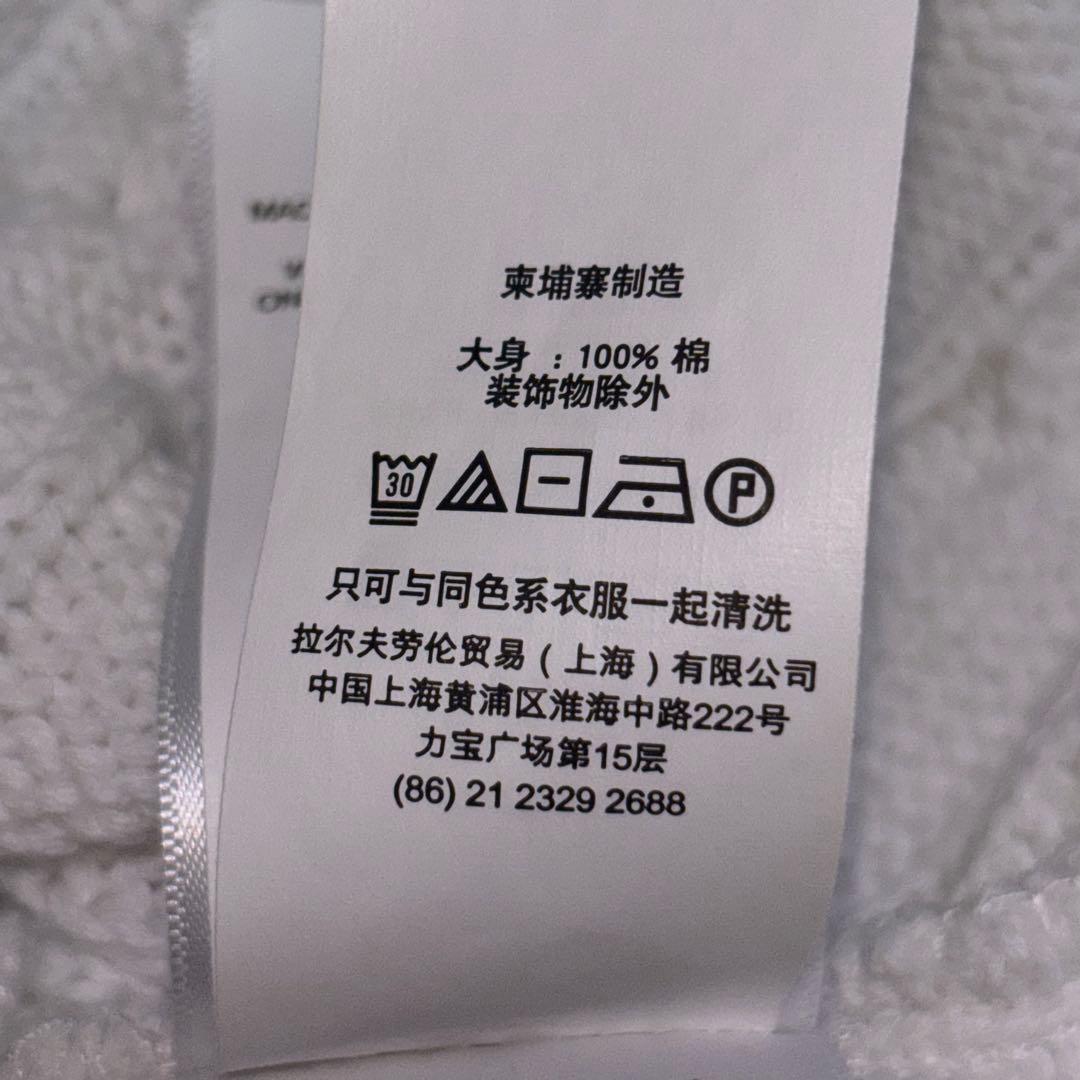 柬埔寨制造
大身 : 100% 棉
装饰物除外
30 P
只可与同色系衣服一起清洗
拉尔夫劳伦贸易(上海)有限公司
中国上海黄浦区淮海中路222号
力宝广场第15层
(86) 21 2329 2688